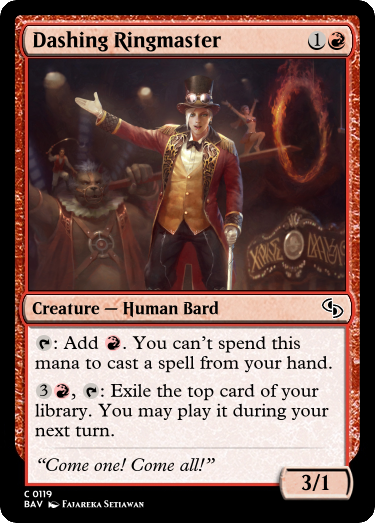 Dashing Ringmaster 1R
Creature — Human Bard
T: Add R. You can't spend this
mana to cast a spell from your hand.
3R, T: Exile the top card of your
library. You may play it during your
next turn.
“Come one! Come all!”
3/1
C 0119
BAV Fajareka Setiawan